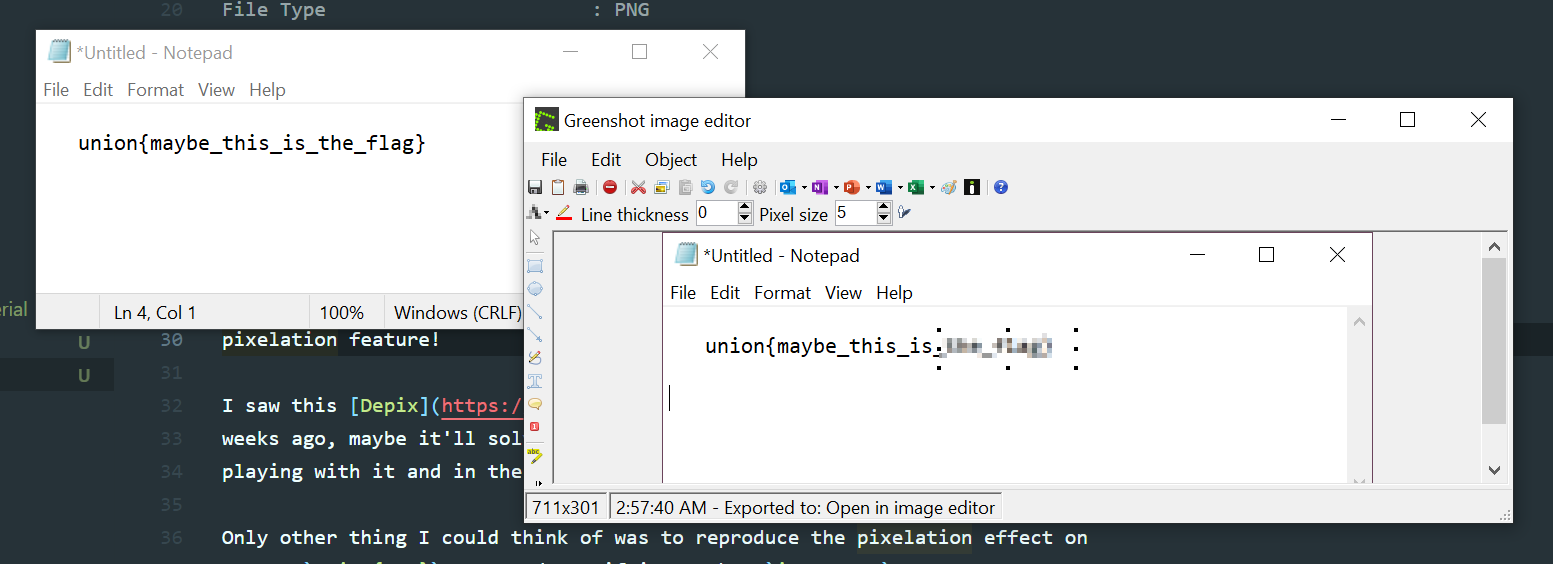 20 File Type : PNG
*Untitled - Notepad
File Edit Format View Help
union{maybe_this_is_the_flag}
Ln 4, Col 1 100% Windows (CRLF)
Greenshot image editor
File Edit Object Help
Line thickness 0 Pixel size 5
*Untitled - Notepad
File Edit Format View Help
union{maybe_this_is_the_flag}
711x301 2:57:40 AM - Exported to: Open in image editor
erial
U 30 pixelation feature!
U 31
32 I saw this [Depix](https:/
33 weeks ago, maybe it'll sol
34 playing with it and in the
35
36 Only other thing I could think of was to reproduce the pixelation effect on